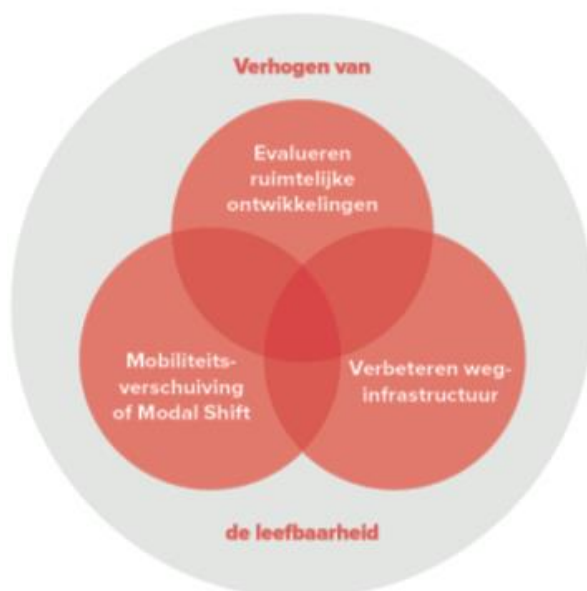 Verhogen van
Evalueren
ruimtelijke
ontwikkelingen
Mobiliteits-
verschuiving
of Modal Shift
Verbeteren weg-
infrastructuur
de leefbaarheid